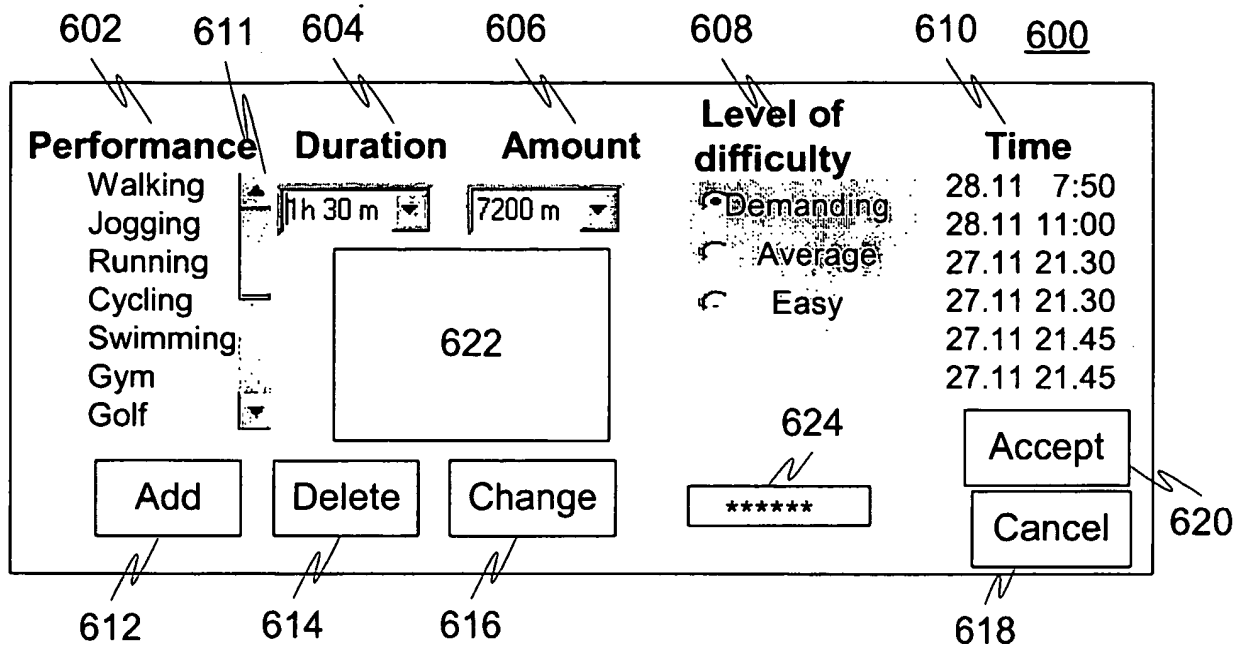 602 611 604 606 608 610 600
Performance Duration Amount Level of difficulty Time
Walking 1h 30 m 7200 m Demanding 28.11 7:50
Jogging 28.11 11:00
Running Average 27.11 21.30
Cycling Easy 27.11 21.30
Swimming 622 27.11 21.45
Gym 27.11 21.45
Golf
624
Accept
Add Delete Change ****** Cancel 620
612 614 616 618